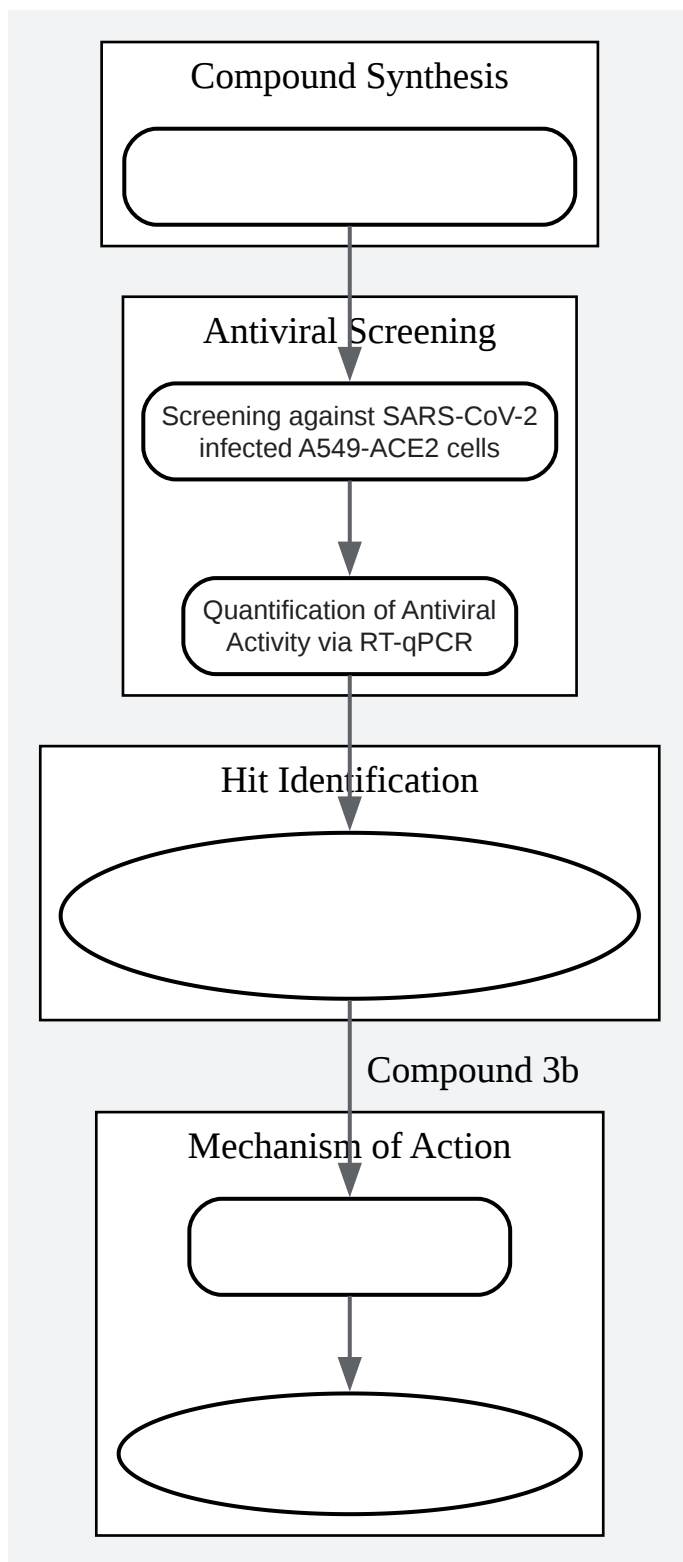 Compound Synthesis
Antiviral Screening
Screening against SARS-CoV-2
infected A549-ACE2 cells
Quantification of Antiviral
Activity via RT-qPCR
Hit Identification
Compound 3b
Mechanism of Action